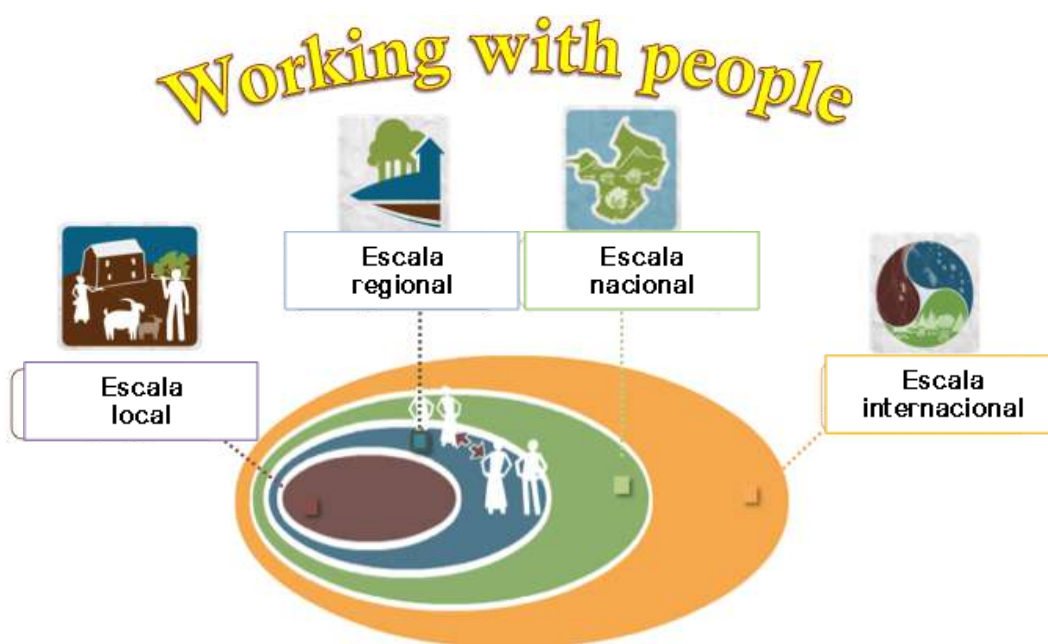 Working with people
Escala
regional
Escala
nacional
Escala
local
Escala
internacional